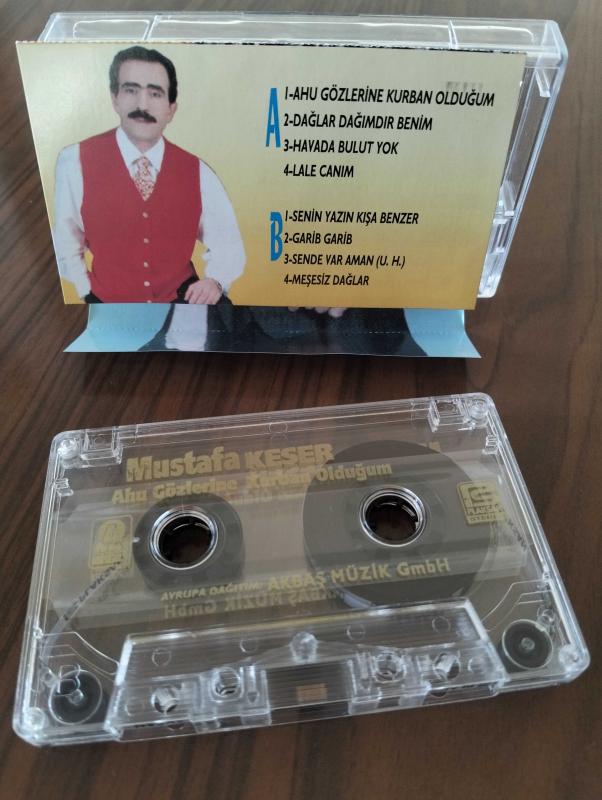 A
1-AHU GÖZLERİNE KURBAN OLDUĞUM
2-DAĞLAR DAĞIMDIR BENİM
3-HAVADA BULUT YOK
4-LALE CANIM
B
1-SENİN YAZIN KIŞA BENZER
2-GARİB GARİB
3-SENDE VAR AMAN (U. H.)
4-MEŞESİZ DAĞLAR
Mustafa KESER
Ahu Gözlerine Kurban Olduğum
PLAKÇILIK
STEREO
AVRUPA DAĞITIM: AKBAŞ MÜZİK GmbH